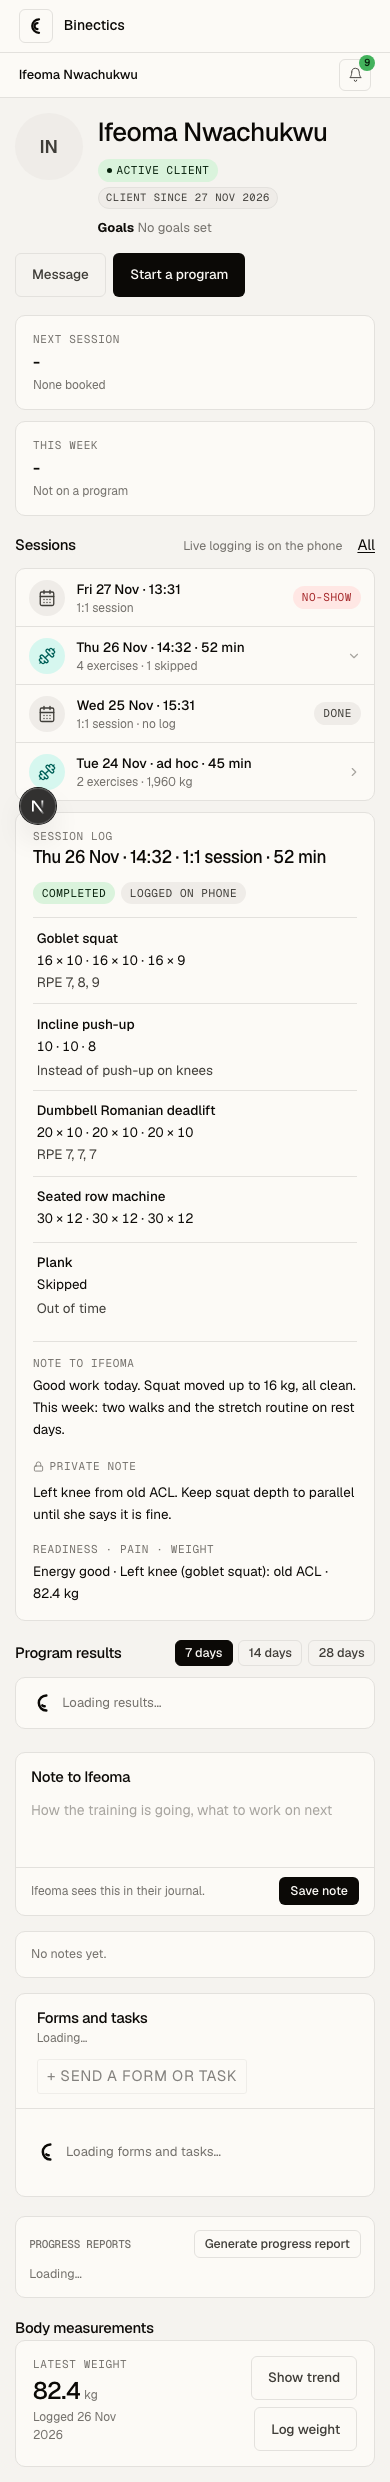 Binectics
Ifeoma Nwachukwu
9
IN
Ifeoma Nwachukwu
ACTIVE CLIENT
CLIENT SINCE 27 NOV 2026
Goals No goals set
Message
Start a program
NEXT SESSION
-
None booked
THIS WEEK
-
Not on a program
Sessions
Live logging is on the phone
All
Fri 27 Nov · 13:31
1:1 session
NO-SHOW
Thu 26 Nov · 14:32 · 52 min
4 exercises · 1 skipped
Wed 25 Nov · 15:31
1:1 session · no log
DONE
Tue 24 Nov · ad hoc · 45 min
2 exercises · 1,960 kg
N
SESSION LOG
Thu 26 Nov · 14:32 · 1:1 session · 52 min
COMPLETED
LOGGED ON PHONE
Goblet squat
16 × 10 · 16 × 10 · 16 × 9
RPE 7, 8, 9
Incline push-up
10 · 10 · 8
Instead of push-up on knees
Dumbbell Romanian deadlift
20 × 10 · 20 × 10 · 20 × 10
RPE 7, 7, 7
Seated row machine
30 × 12 · 30 × 12 · 30 × 12
Plank
Skipped
Out of time
NOTE TO IFEOMA
Good work today. Squat moved up to 16 kg, all clean.
This week: two walks and the stretch routine on rest
days.
PRIVATE NOTE
Left knee from old ACL. Keep squat depth to parallel
until she says it is fine.
READINESS · PAIN · WEIGHT
Energy good · Left knee (goblet squat): old ACL ·
82.4 kg
Program results
7 days
14 days
28 days
Loading results…
Note to Ifeoma
How the training is going, what to work on next
Ifeoma sees this in their journal.
Save note
No notes yet.
Forms and tasks
Loading…
+ SEND A FORM OR TASK
Loading forms and tasks…
PROGRESS REPORTS
Generate progress report
Loading…
Body measurements
LATEST WEIGHT
82.4 kg
Logged 26 Nov
2026
Show trend
Log weight